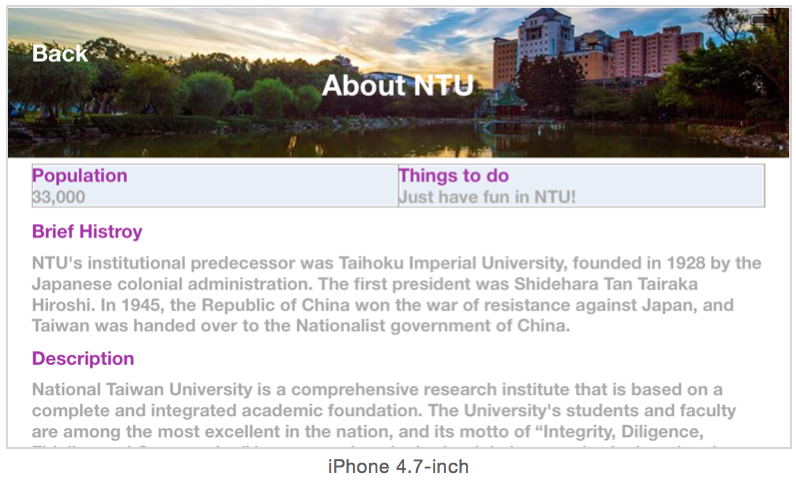 Back
About NTU
Population
Things to do
33,000
Just have fun in NTU!
Brief Histroy
NTU's institutional predecessor was Taihoku Imperial University, founded in 1928 by the
Japanese colonial administration. The first president was Shidehara Tan Tairaka
Hiroshi. In 1945, the Republic of China won the war of resistance against Japan, and
Taiwan was handed over to the Nationalist government of China.
Description
National Taiwan University is a comprehensive research institute that is based on a
complete and integrated academic foundation. The University's students and faculty
are among the most excellent in the nation, and its motto of “Integrity, Diligence,
iPhone 4.7-inch